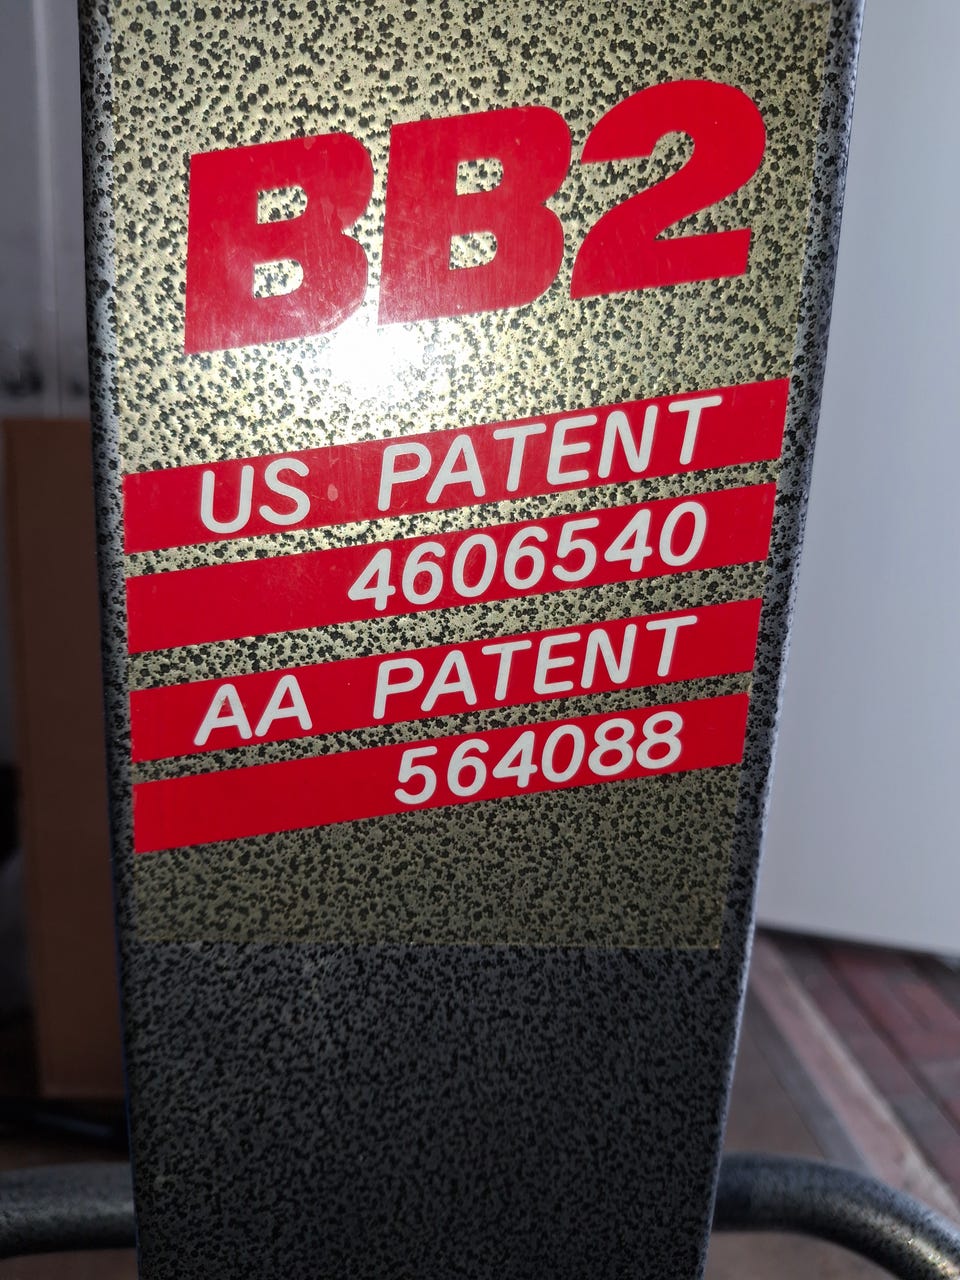 BB2
US PATENT
4606540
AA PATENT
564088